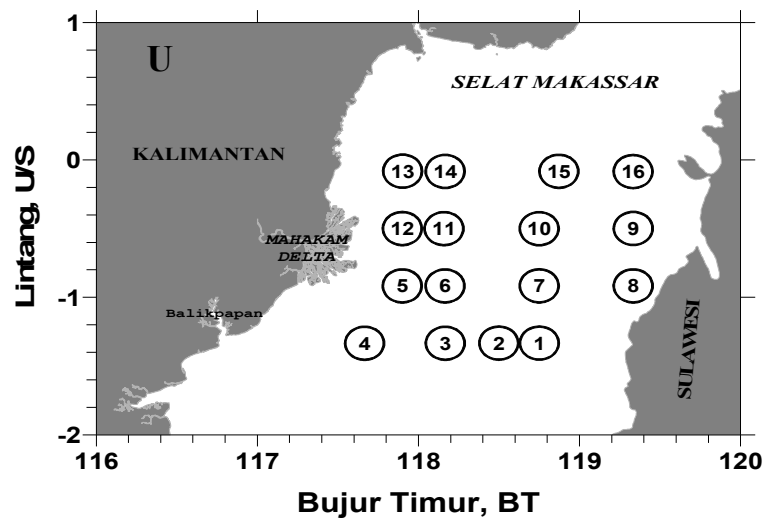 1
U
SELAT MAKASSAR
KALIMANTAN
0
13 14 15 16
12 11 10 9
MAHAKAM
DELTA
5 6 7 8
-1
Balikpapan
4 3 2 1
SULAWESI
-2
116 117 118 119 120
Bujur Timur, BT
Lintang, U/S